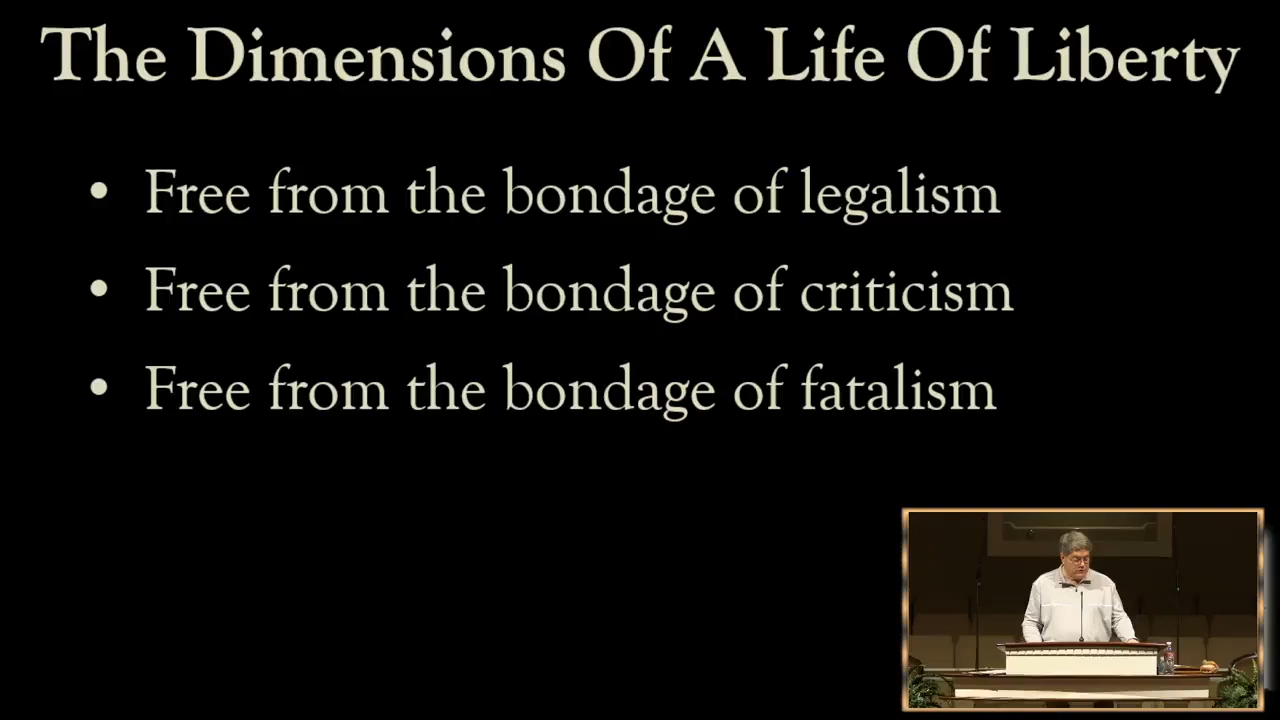 The Dimensions Of A Life Of Liberty
• Free from the bondage of legalism
• Free from the bondage of criticism
• Free from the bondage of fatalism